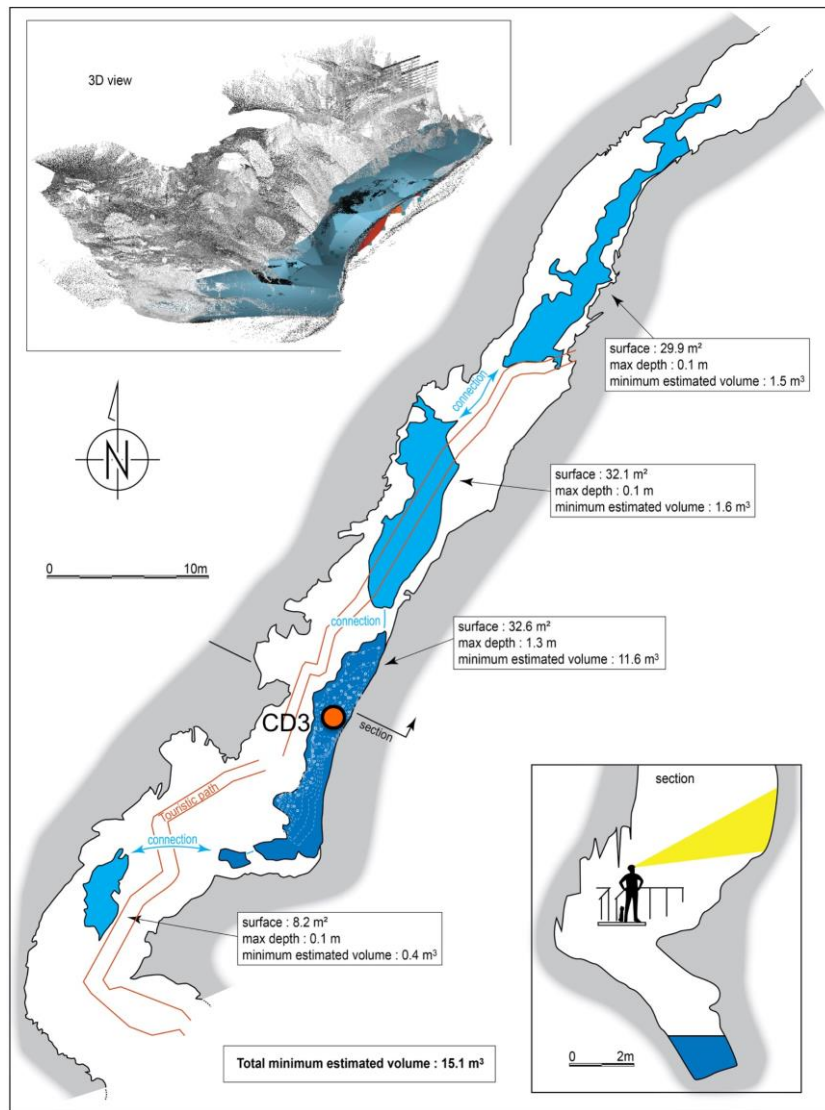 3D view
N
0
10m
connection
surface : 29.9 m²
max depth : 0.1 m
minimum estimated volume : 1.5 m³
surface : 32.1 m²
max depth : 0.1 m
minimum estimated volume : 1.6 m³
connection
surface : 32.6 m²
max depth : 1.3 m
minimum estimated volume : 11.6 m³
CD3
section
Touristic path
connection
surface : 8.2 m²
max depth : 0.1 m
minimum estimated volume : 0.4 m³
section
0
2m
Total minimum estimated volume : 15.1 m³